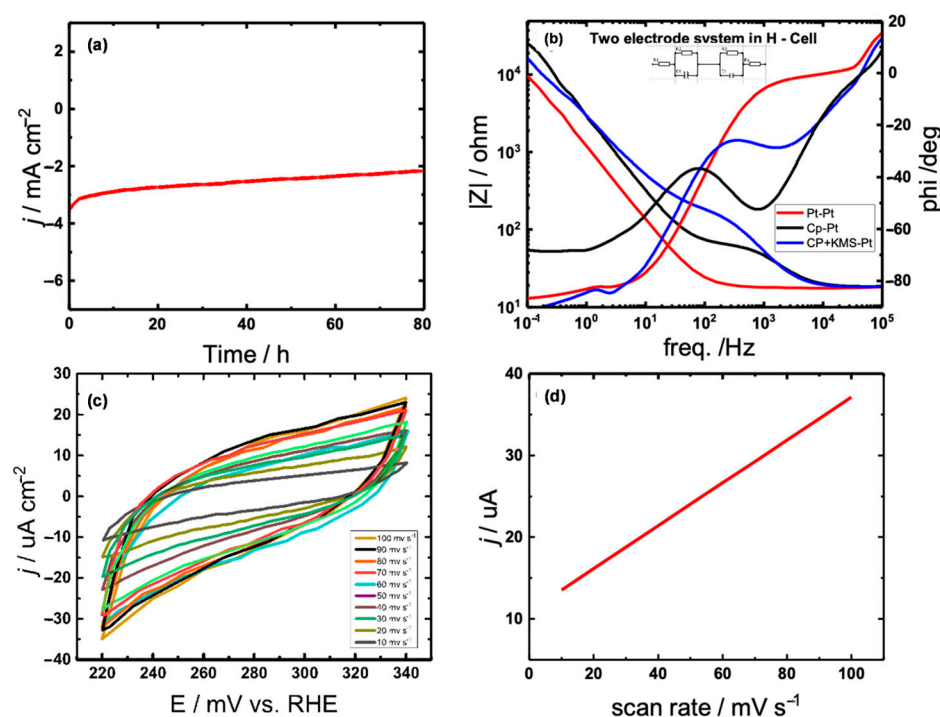 (a)
2
0
−2
−4
−6
j / mA cm⁻²
0 20 40 60 80
Time / h
(b)
Two electrode system in H - Cell
10⁴
10³
10²
10¹
|Z| / ohm
20
0
−20
−40
−60
−80
phi /deg
Pt-Pt
Cp-Pt
CP+KMS-Pt
10⁻¹ 10⁰ 10¹ 10² 10³ 10⁴ 10⁵
freq. /Hz
(c)
30
20
10
0
−10
−20
−30
−40
j / uA cm⁻²
100 mv s⁻¹
90 mv s⁻¹
80 mv s⁻¹
70 mv s⁻¹
60 mv s⁻¹
50 mv s⁻¹
40 mv s⁻¹
30 mv s⁻¹
20 mv s⁻¹
10 mv s⁻¹
220 240 260 280 300 320 340
E / mV vs. RHE
(d)
40
30
20
10
j / uA
0 20 40 60 80 100
scan rate / mV s⁻¹